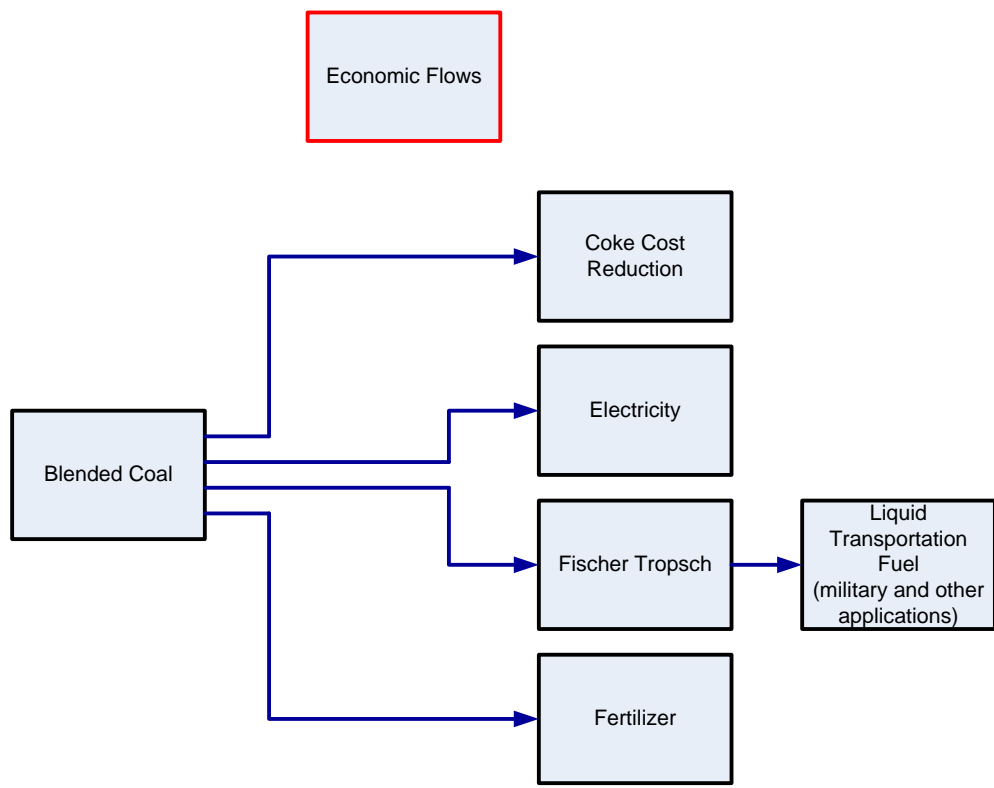 Economic Flows
Coke Cost
Reduction
Electricity
Blended Coal
Fischer Tropsch
Liquid
Transportation
Fuel
(military and other
applications)
Fertilizer